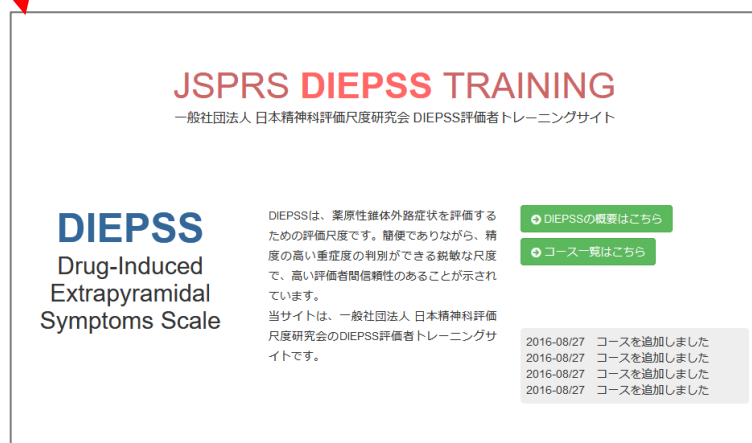 JSPRS DIEPSS TRAINING
一般社団法人 日本精神科評価尺度研究会 DIEPSS評価者トレーニングサイト
DIEPSS
Drug-Induced
Extrapyramidal
Symptoms Scale
DIEPSSは、薬原性錐体外路症状を評価する
ための評価尺度です。簡便でありながら、精
度の高い重症度の判別ができる鋭敏な尺度
で、高い評価者間信頼性のあることが示され
ています。
当サイトは、一般社団法人 日本精神科評価
尺度研究会のDIEPSS評価者トレーニングサ
イトです。
DIEPSSの概要はこちら
コース一覧はこちら
2016-08/27 コースを追加しました
2016-08/27 コースを追加しました
2016-08/27 コースを追加しました
2016-08/27 コースを追加しました